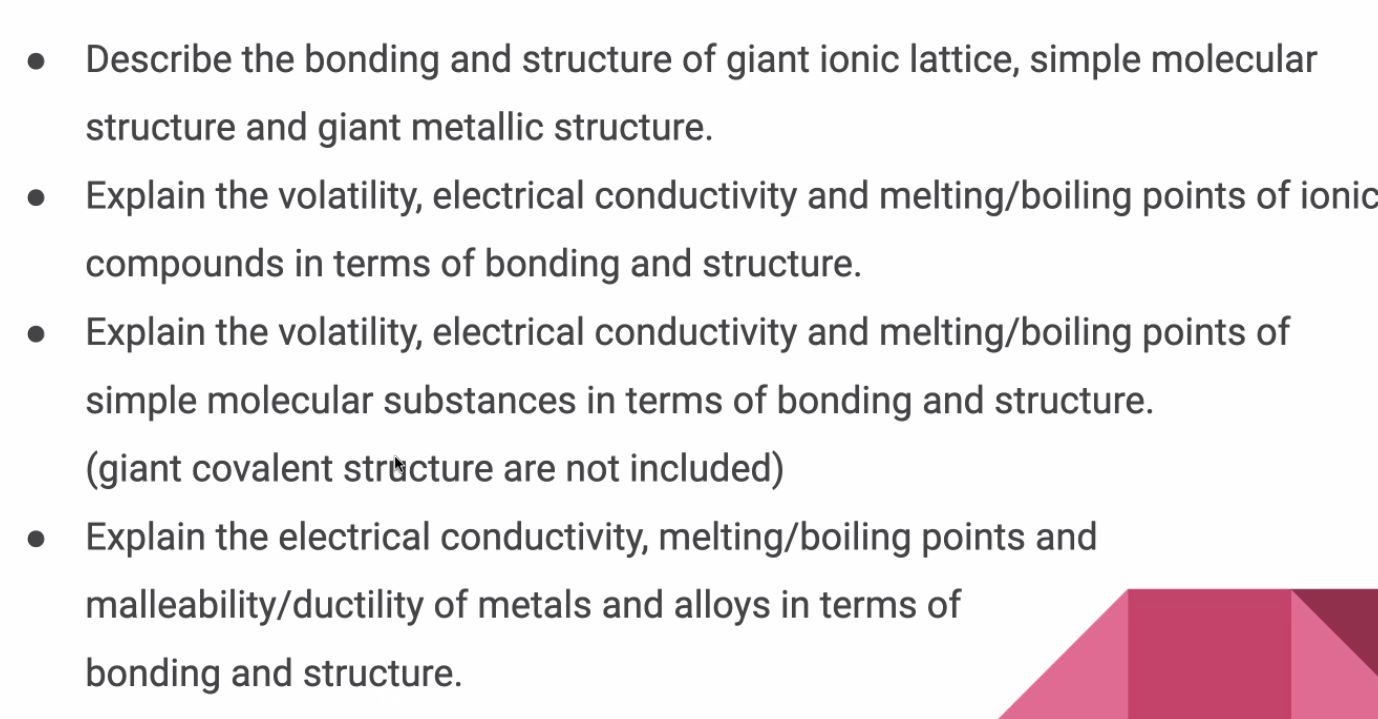 ● Describe the bonding and structure of giant ionic lattice, simple molecular
structure and giant metallic structure.
● Explain the volatility, electrical conductivity and melting/boiling points of ionic
compounds in terms of bonding and structure.
● Explain the volatility, electrical conductivity and melting/boiling points of
simple molecular substances in terms of bonding and structure.
(giant covalent structure are not included)
● Explain the electrical conductivity, melting/boiling points and
malleability/ductility of metals and alloys in terms of
bonding and structure.